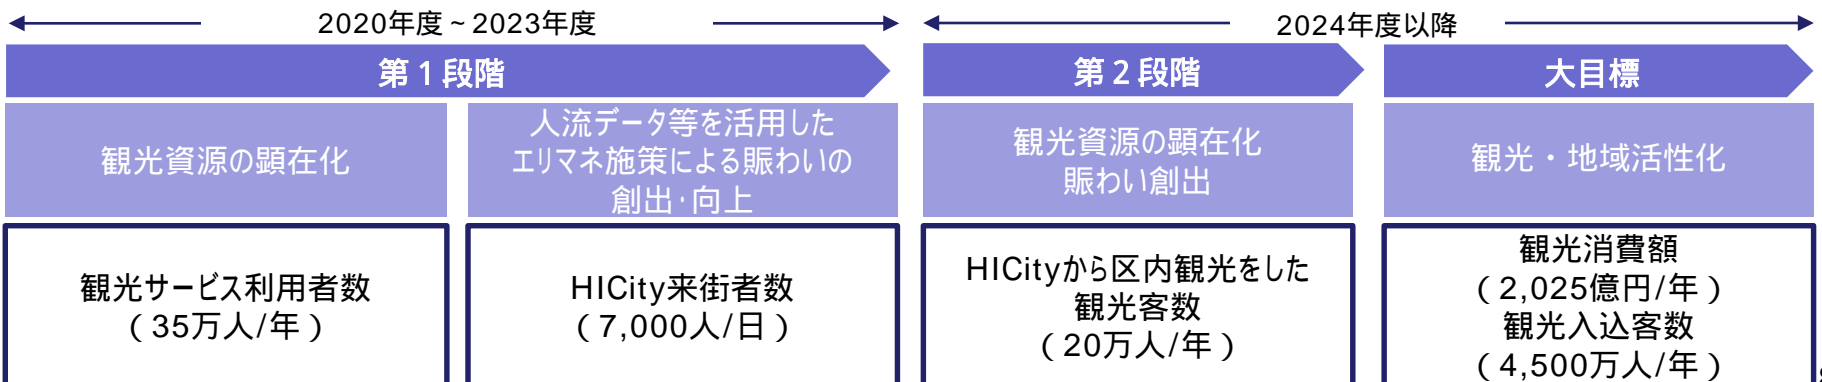 2020年度～2023年度
2024年度以降
第１段階
第２段階
大目標
観光資源の顕在化
人流データ等を活用した
エリマネ施策による賑わいの
創出・向上
観光資源の顕在化
賑わい創出
観光・地域活性化
観光サービス利用者数
（35万人/年）
HICity来街者数
（7,000人/日）
HICityから区内観光をした
観光客数
（20万人/年）
観光消費額
（2,025億円/年）
観光入込客数
（4,500万人/年）